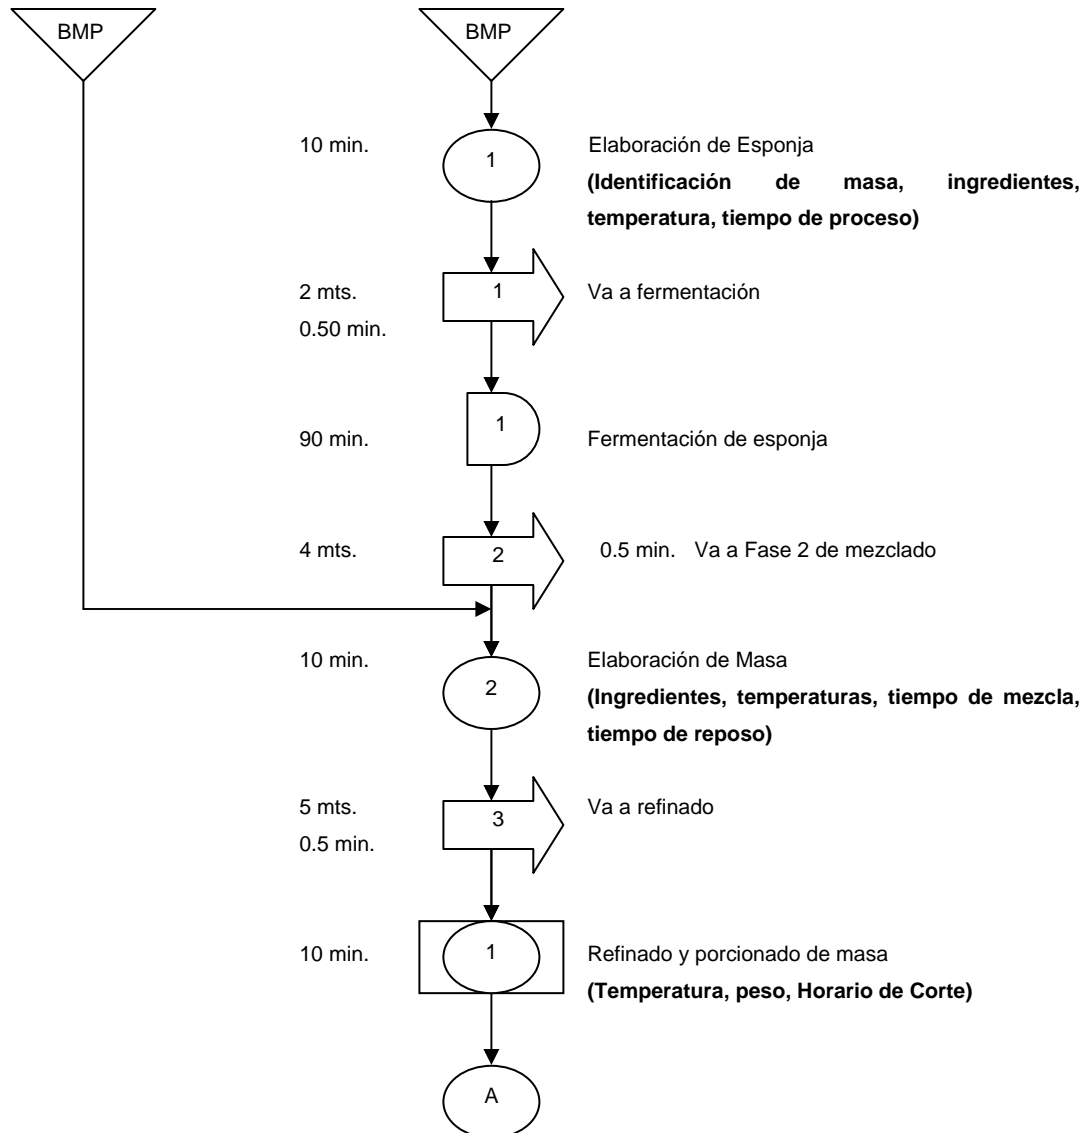 BMP BMP
10 min. 1 Elaboración de Esponja
(Identificación de masa, ingredientes,
temperatura, tiempo de proceso)
2 mts. 1 Va a fermentación
0.50 min.
90 min. 1 Fermentación de esponja
4 mts. 2 0.5 min. Va a Fase 2 de mezclado
10 min. 2 Elaboración de Masa
(Ingredientes, temperaturas, tiempo de mezcla,
tiempo de reposo)
5 mts. 3 Va a refinado
0.5 min.
10 min. 1 Refinado y porcionado de masa
(Temperatura, peso, Horario de Corte)
A